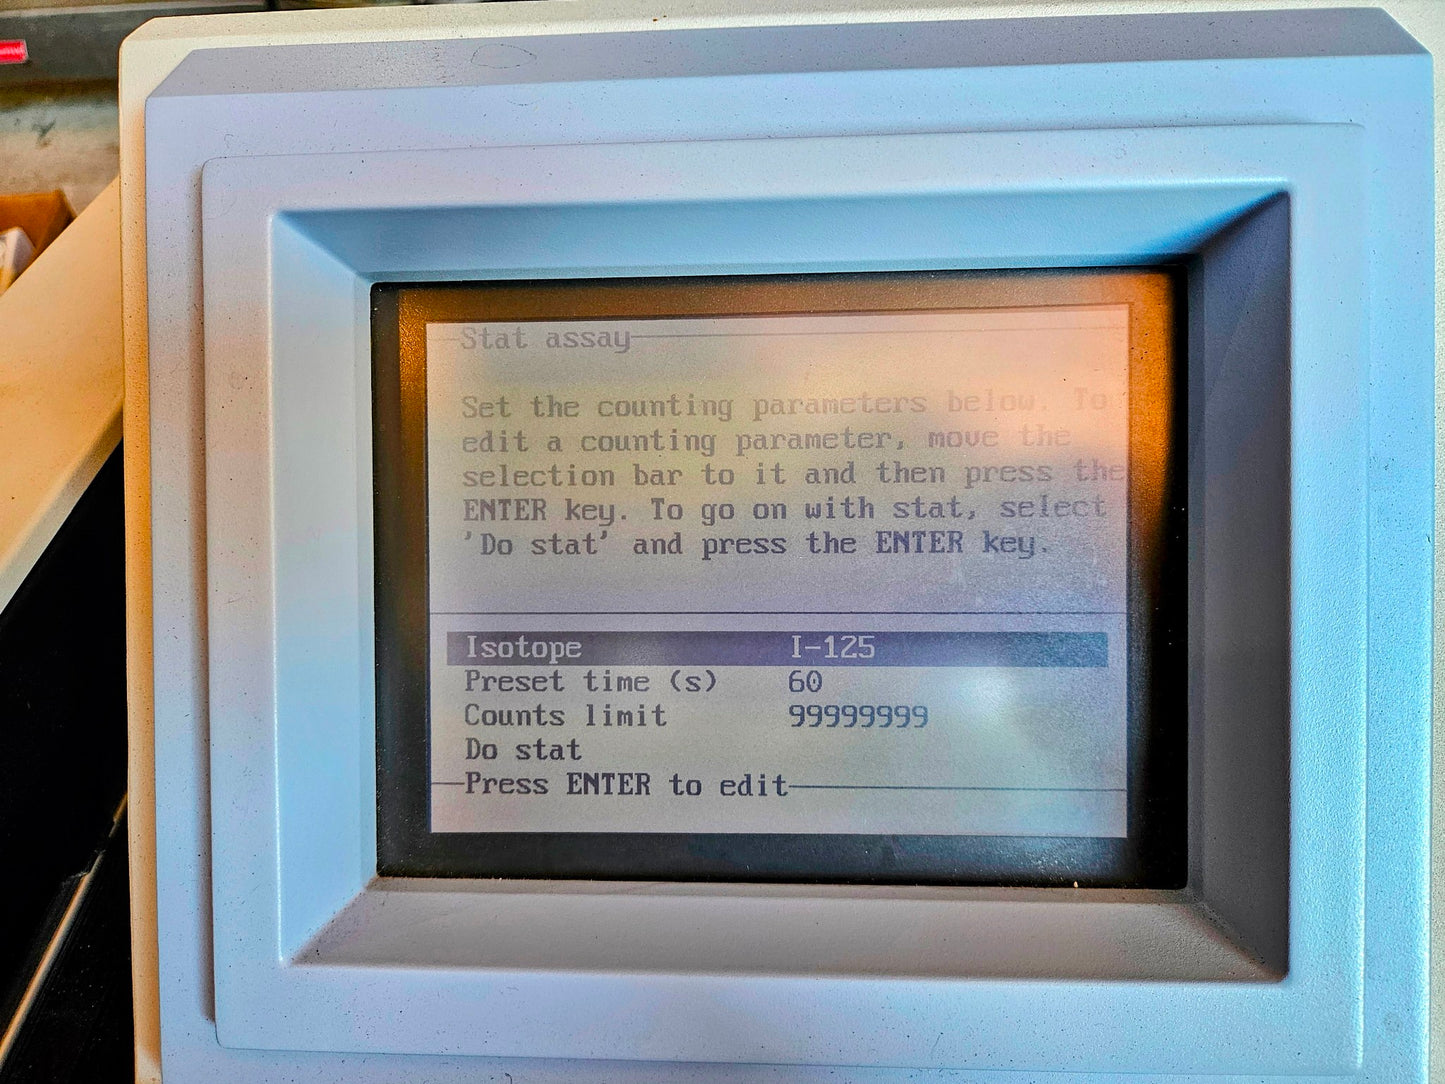 Stat assay
Set the counting parameters below. To
edit a counting parameter, move the
selection bar to it and then press the
ENTER key. To go on with stat, select
'Do stat' and press the ENTER key.
Isotope I-125
Preset time (s) 60
Counts limit 99999999
Do stat
Press ENTER to edit